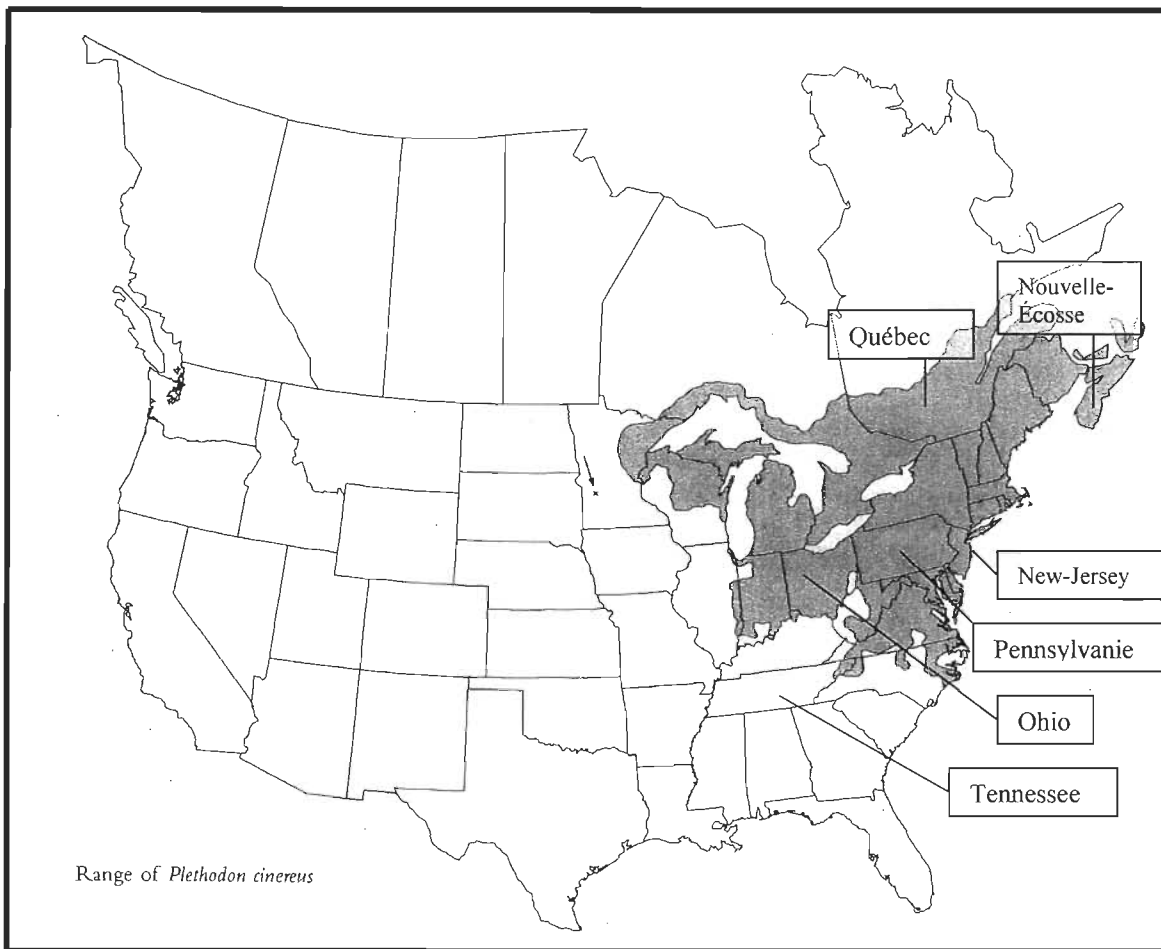 Nouvelle-
Écosse
Québec
New-Jersey
Pennsylvanie
Ohio
Tennessee
Range of Plethodon cinereus